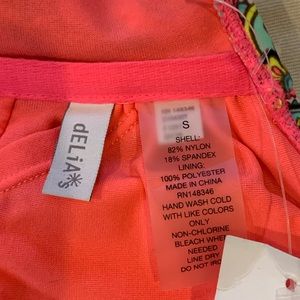 dELiA*s
RN 148346
S
SHELL:
82% NYLON
18% SPANDEX
LINING:
100% POLYESTER
MADE IN CHINA
RN148346
HAND WASH COLD
WITH LIKE COLORS
ONLY
NON-CHLORINE
BLEACH WHEN
NEEDED
LINE DRY
DO NOT